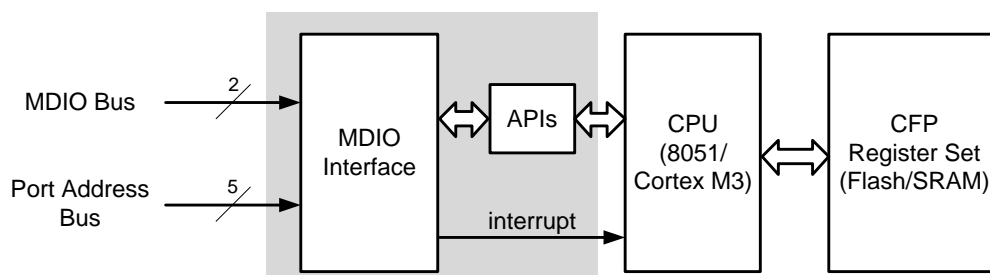 MDIO Bus
2
Port Address
Bus
5
MDIO
Interface
APIs
interrupt
CPU
(8051/
Cortex M3)
CFP
Register Set
(Flash/SRAM)